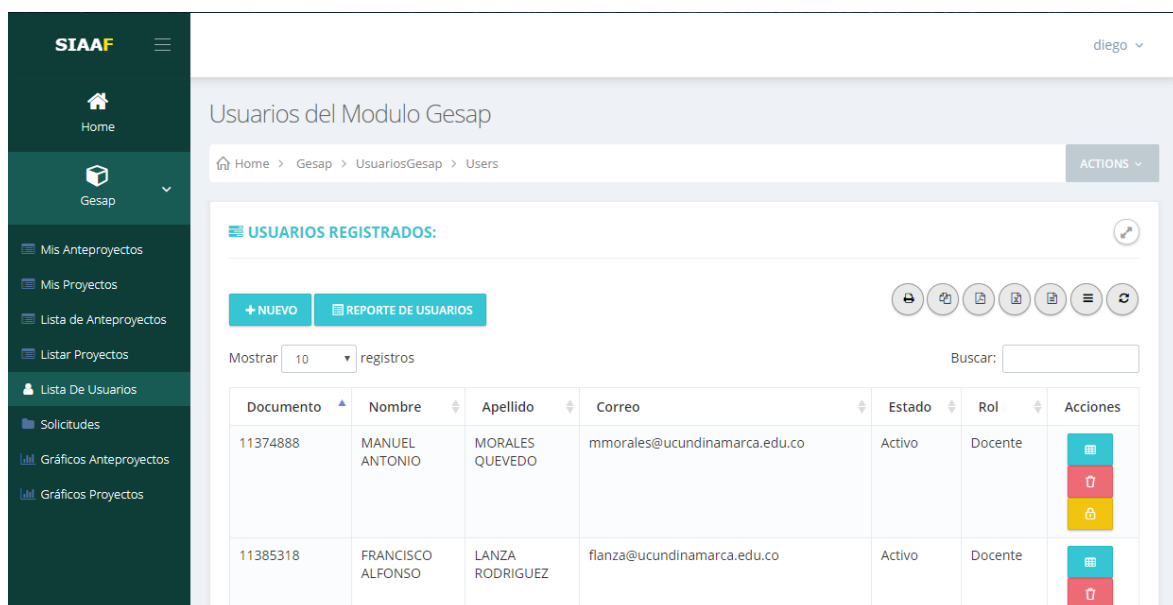 SIAAF
diego
Home
Gesap
Mis Anteproyectos
Mis Proyectos
Lista de Anteproyectos
Listar Proyectos
Lista De Usuarios
Solicitudes
Gráficos Anteproyectos
Gráficos Proyectos
Usuarios del Modulo Gesap
Home > Gesap > UsuariosGesap > Users
ACTIONS
USUARIOS REGISTRADOS:
+ NUEVO
REPORTE DE USUARIOS
Mostrar 10 registros
Buscar:
Documento Nombre Apellido Correo Estado Rol Acciones
11374888 MANUEL MORALES mmorales@ucundinamarca.edu.co Activo Docente
ANTONIO QUEVEDO
11385318 FRANCISCO LANZA flanza@ucundinamarca.edu.co Activo Docente
ALFONSO RODRIGUEZ